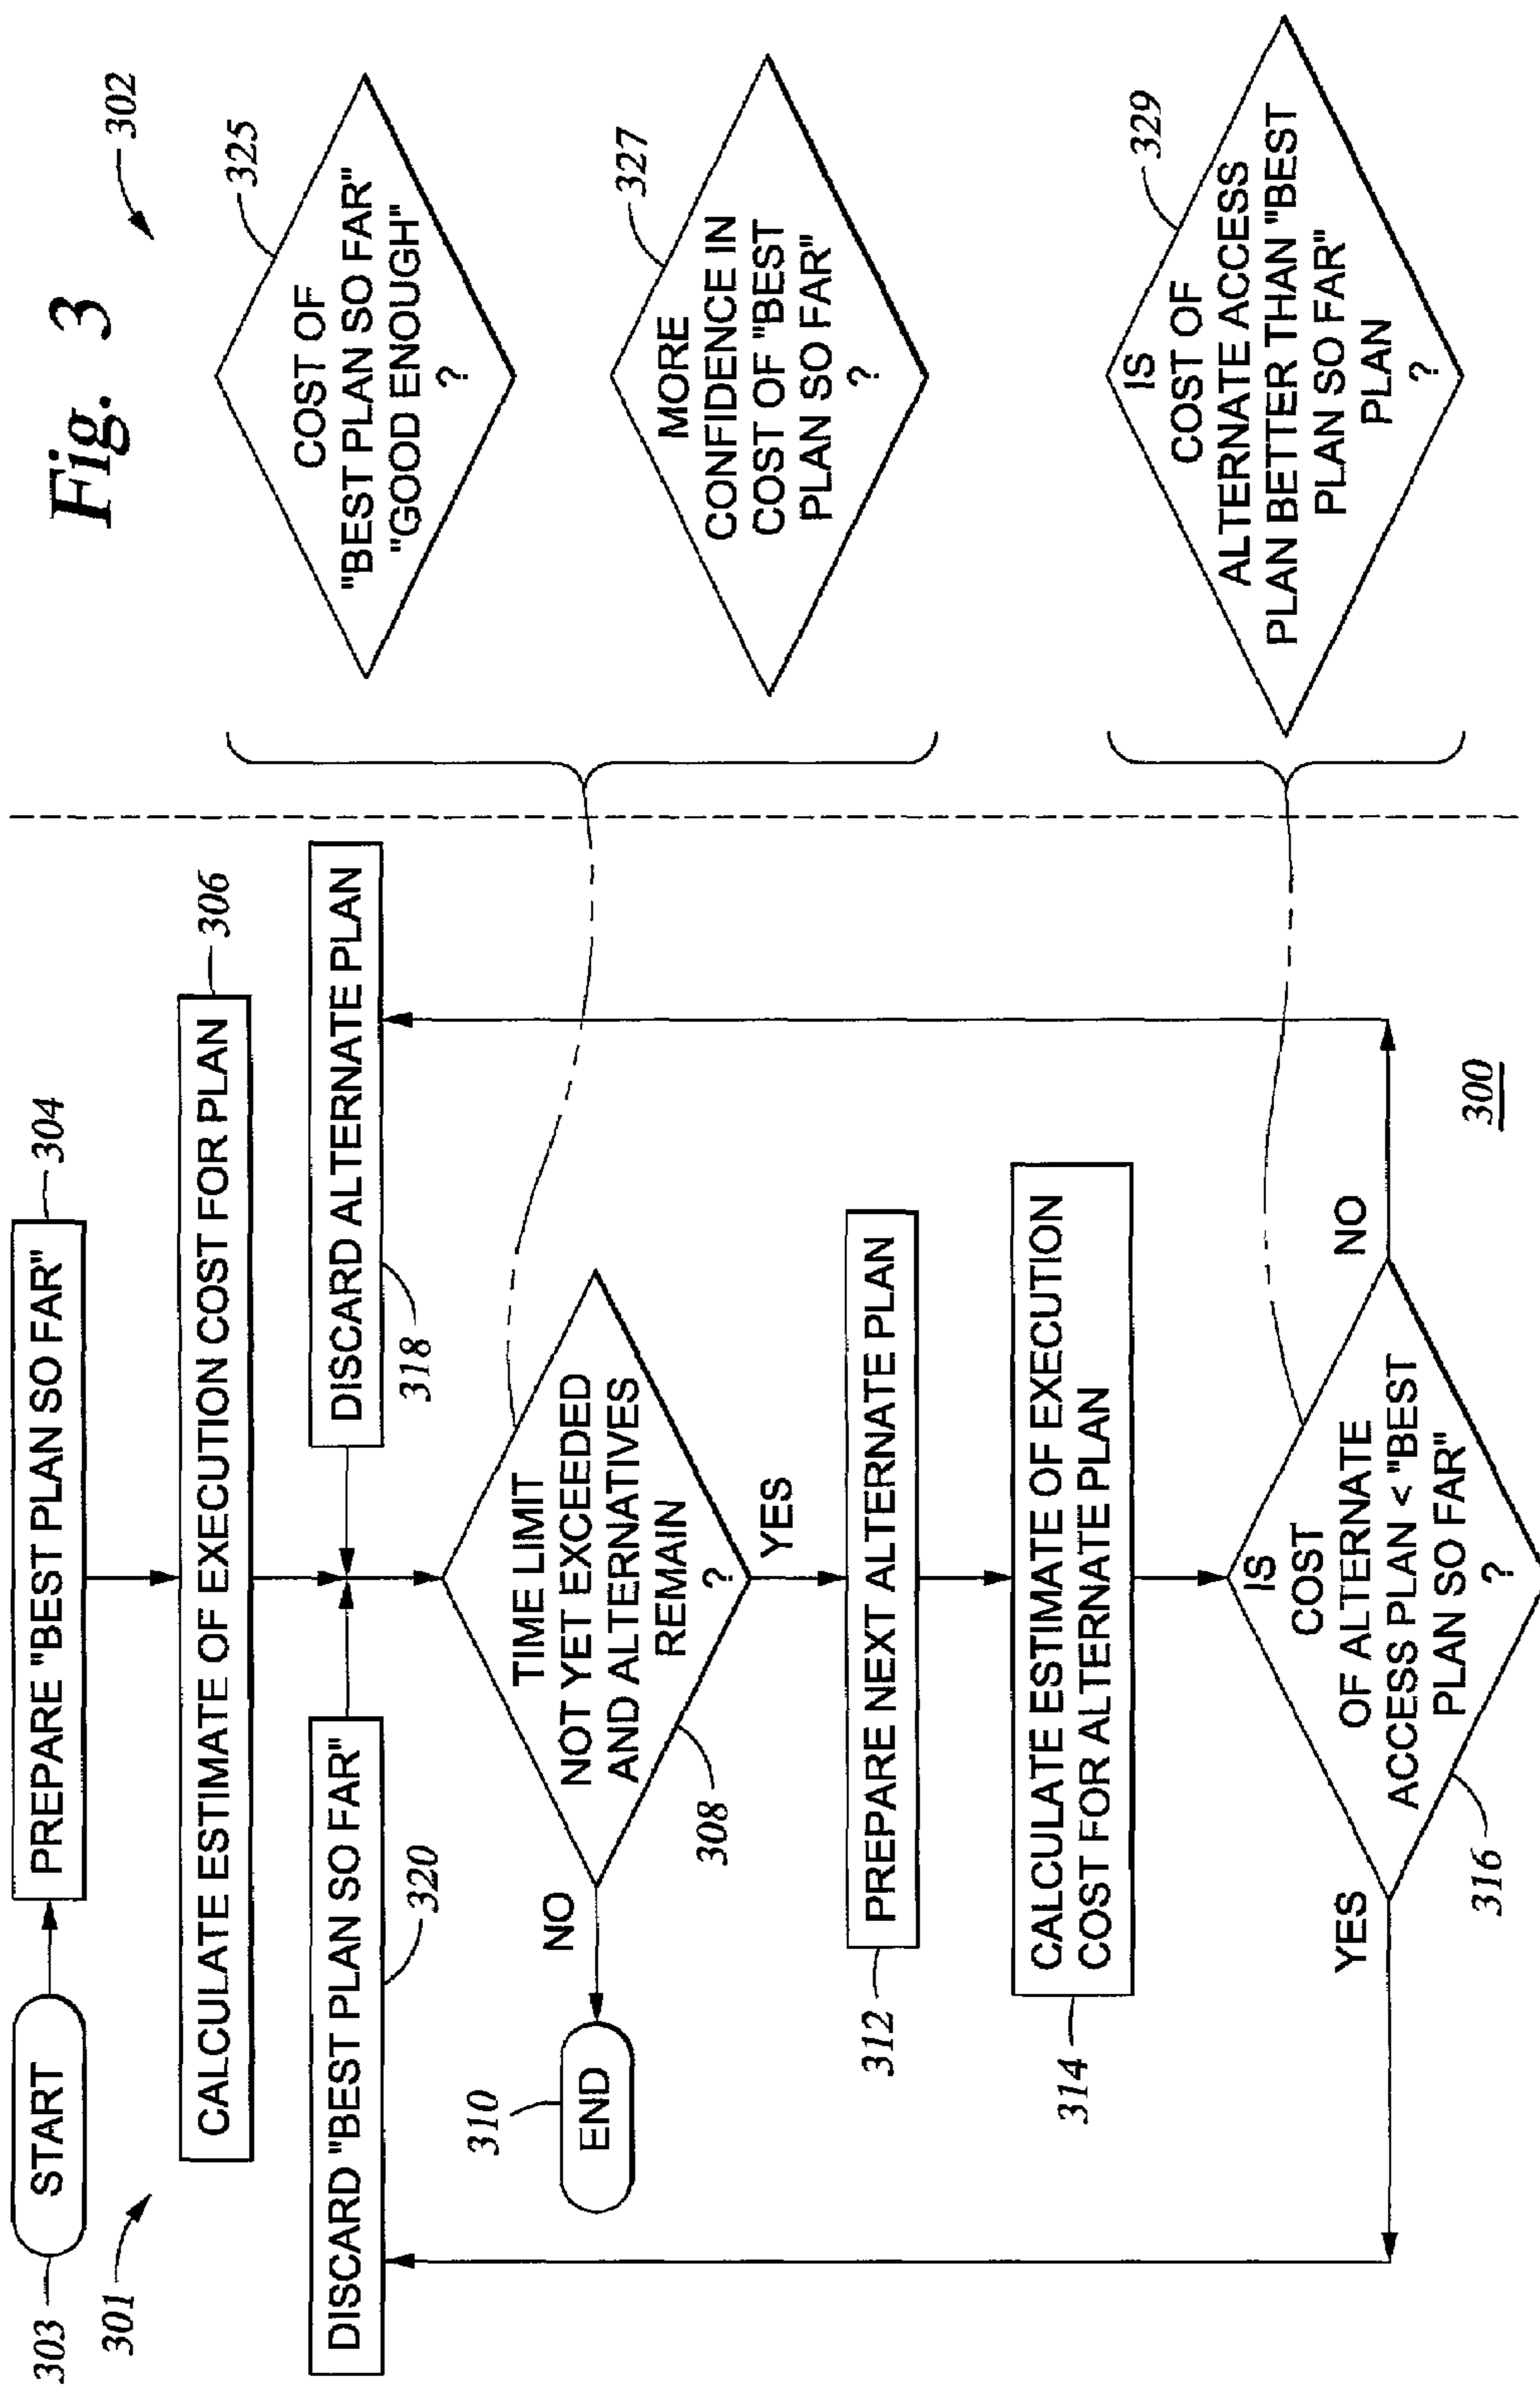 Fig. 3
303
START
PREPARE "BEST PLAN SO FAR"
304
301
CALCULATE ESTIMATE OF EXECUTION COST FOR PLAN
306
DISCARD "BEST PLAN SO FAR"
320
DISCARD ALTERNATE PLAN
318
TIME LIMIT
NOT YET EXCEEDED
AND ALTERNATIVES
REMAIN
?
308
NO
310
END
YES
PREPARE NEXT ALTERNATE PLAN
312
CALCULATE ESTIMATE OF EXECUTION
COST FOR ALTERNATE PLAN
314
IS
COST
OF ALTERNATE
ACCESS PLAN < "BEST
PLAN SO FAR"
?
316
YES
NO
300
302
COST OF
"BEST PLAN SO FAR"
"GOOD ENOUGH"
?
325
MORE
CONFIDENCE IN
COST OF "BEST
PLAN SO FAR"
?
327
IS
COST OF
ALTERNATE ACCESS
PLAN BETTER THAN "BEST
PLAN SO FAR"
PLAN
?
329